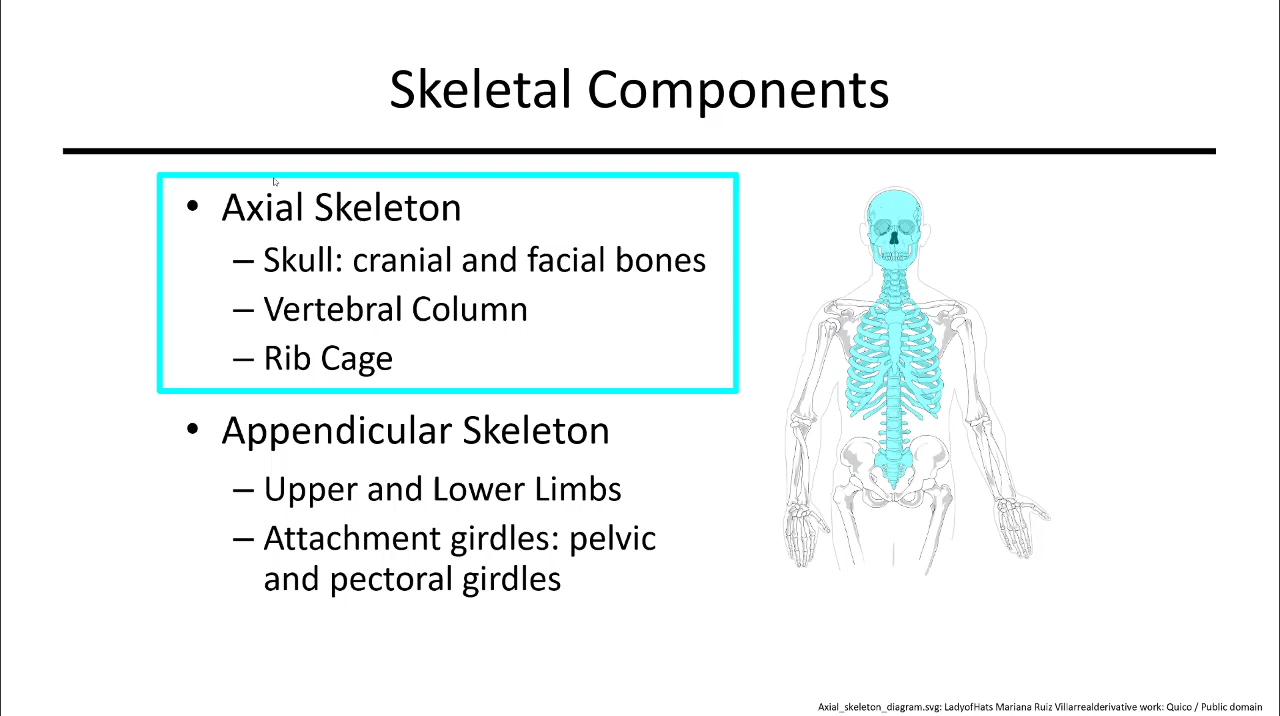 Skeletal Components
• Axial Skeleton
– Skull: cranial and facial bones
– Vertebral Column
– Rib Cage
• Appendicular Skeleton
– Upper and Lower Limbs
– Attachment girdles: pelvic
and pectoral girdles
Axial_skeleton_diagram.svg: LadyofHats Mariana Ruiz Villarrealderivative work: Quico / Public domain